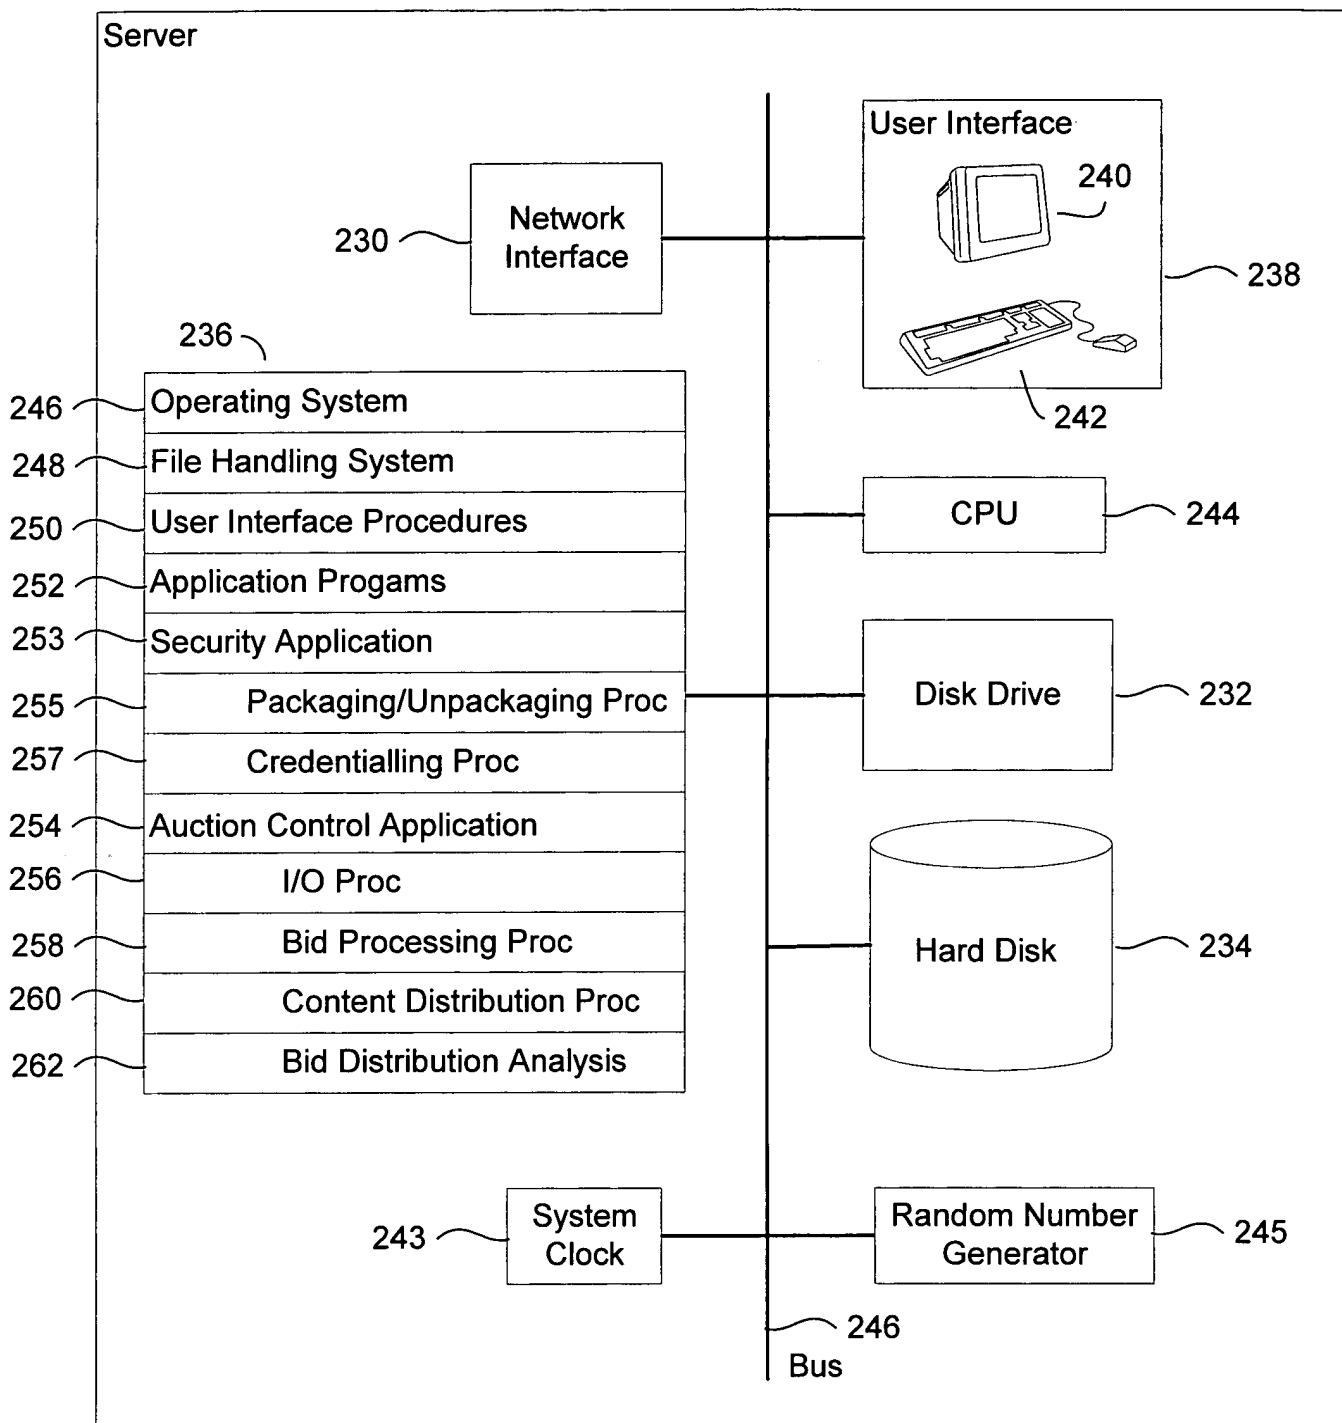 Server
User Interface
240
Network
Interface
230
238
242
236
246
Operating System
248
File Handling System
250
User Interface Procedures
252
Application Progams
253
Security Application
255
Packaging/Unpackaging Proc
257
Credentialling Proc
254
Auction Control Application
256
I/O Proc
258
Bid Processing Proc
260
Content Distribution Proc
262
Bid Distribution Analysis
CPU
244
Disk Drive
232
Hard Disk
234
243
System
Clock
Random Number
Generator
245
246
Bus